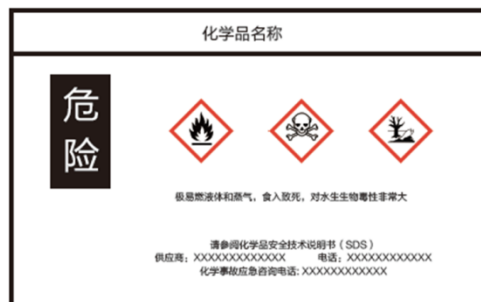 化学品名称
危险
极易燃液体和蒸气，食入致死，对水生生物毒性非常大
请参阅化学品安全技术说明书（SDS）
供应商：XXXXXXXXXXXXX 电话：XXXXXXXXXXXX
化学事故应急咨询电话：XXXXXXXXXXXX